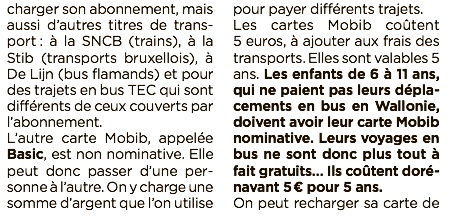 charger son abonnement, mais
aussi d'autres titres de trans-
port : à la SNCB (trains), à la
Stib (transports bruxellois), à
De Lijn (bus flamands) et pour
des trajets en bus TEC qui sont
différents de ceux couverts par
l'abonnement.
L'autre carte Mobib, appelée
Basic, est non nominative. Elle
peut donc passer d'une per-
sonne à l'autre. On y charge une
somme d'argent que l'on utilise
pour payer différents trajets.
Les cartes Mobib coûtent
5 euros, à ajouter aux frais des
transports. Elles sont valables 5
ans. Les enfants de 6 à 11 ans,
qui ne paient pas leurs dépla-
cements en bus en Wallonie,
doivent avoir leur carte Mobib
nominative. Leurs voyages en
bus ne sont donc plus tout à
fait gratuits... Ils coûtent doré-
navant 5 € pour 5 ans.
On peut recharger sa carte de